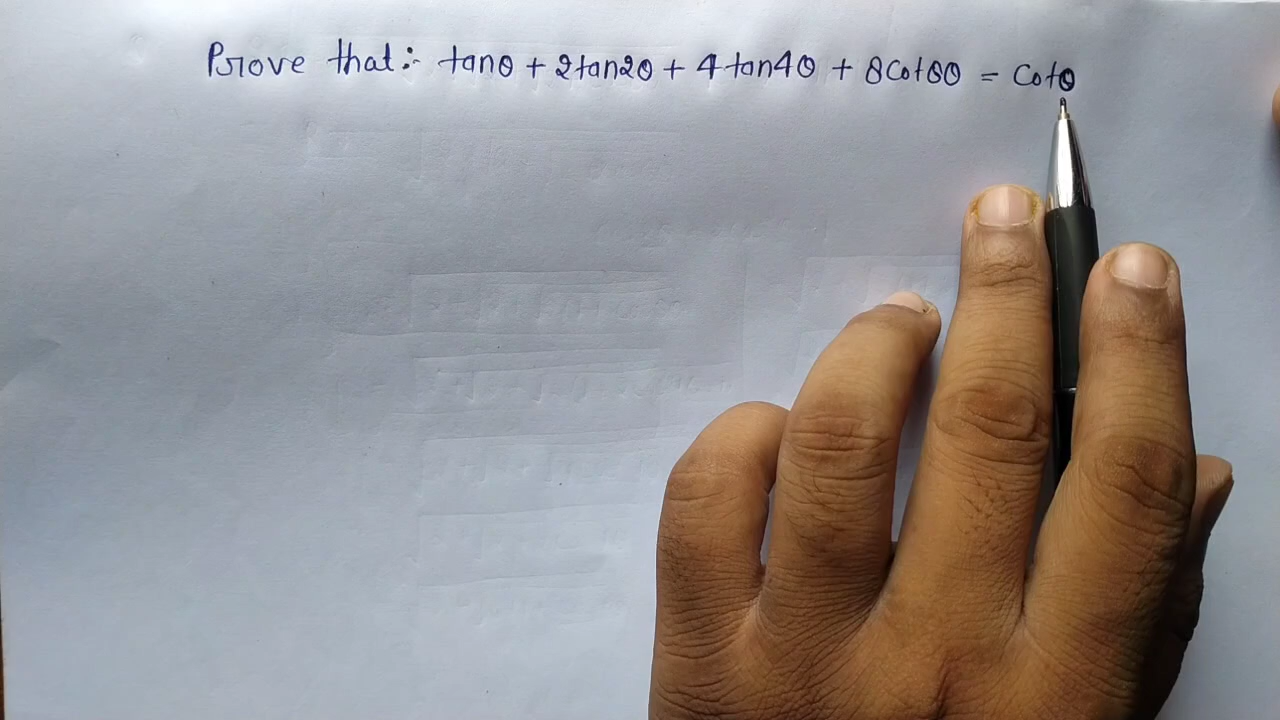 Prove that:- tanθ + 2tan2θ + 4tan4θ + 8cot8θ = cotθ